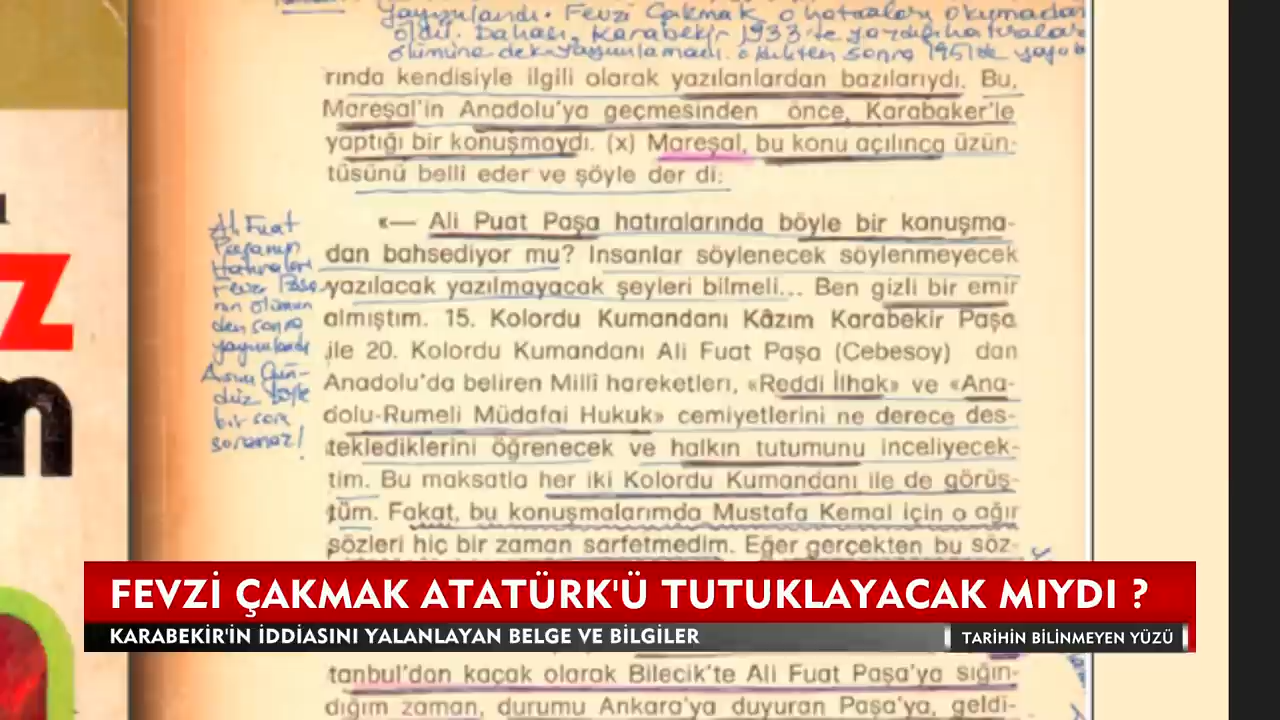 yayınlandı. Fevzi Çakmak o hatıraları okumadan
öldü. Dahası, Karabekir 1933'te yazdığı hatıraları
ölümüne dek yayınlamadı. öldükten sonra 1951'de
rında kendisiyle ilgili olarak yazılanlardan bazılarıydı. Bu,
Mareşal'in Anadolu'ya geçmesinden önce, Karabaker'le
yaptığı bir konuşmaydı. (x) Mareşal, bu konu açılınca üzün-
tüsünü belli eder ve şöyle der di:
«— Ali Puat Paşa hatıralarında böyle bir konuşma-
dan bahsediyor mu? Insanlar söylenecek söylenmeyecek
yazılacak yazılmayacak şeyleri bilmeli... Ben gizli bir emir
almıştım. 15. Kolordu Kumandanı Kâzım Karabekir Paşa
ile 20. Kolordu Kumandanı Ali Fuat Paşa (Cebesoy) dan
Anadolu'da beliren Millî hareketleri, «Reddi İlhak» ve «Ana-
dolu-Rumeli Müdafai Hukuk» cemiyetlerini ne derece des-
teklediklerini öğrenecek ve halkın tutumunu inceliyecek-
tim. Bu maksatla her iki Kolordu Kumandanı ile de görüş-
tüm. Fakat, bu konuşmalarımda Mustafa Kemal için o ağır
sözleri hiç bir zaman sarfetmedim. Eğer gerçekten bu söz-
Ali Fuat
Paşanın
Hatıraları
Fevzi Paşa
nın ölümün
den sonra
yayınlandı
Asım Gün-
düz böyle
bir soru
soramaz!
FEVZİ ÇAKMAK ATATÜRK'Ü TUTUKLAYACAK MIYDI ?
KARABEKİR'İN İDDİASINI YALANLAYAN BELGE VE BİLGİLER
TARİHİN BİLİNMEYEN YÜZÜ
tanbul'dan kaçak olarak Bilecik'te Ali Fuat Paşa'ya sığın-
dığım zaman, durumu Ankara'ya duyuran Paşa'ya, geldi-